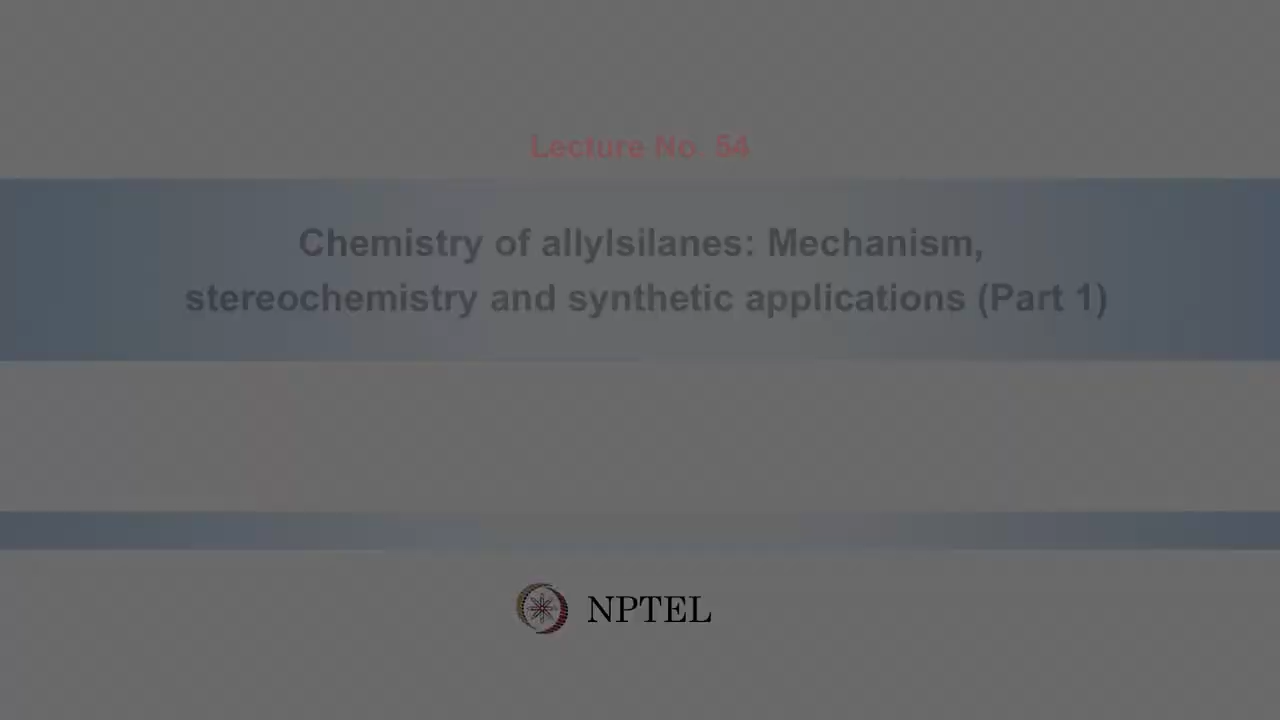 Lecture No. 54
Chemistry of allylsilanes: Mechanism,
stereochemistry and synthetic applications (Part 1)
NPTEL